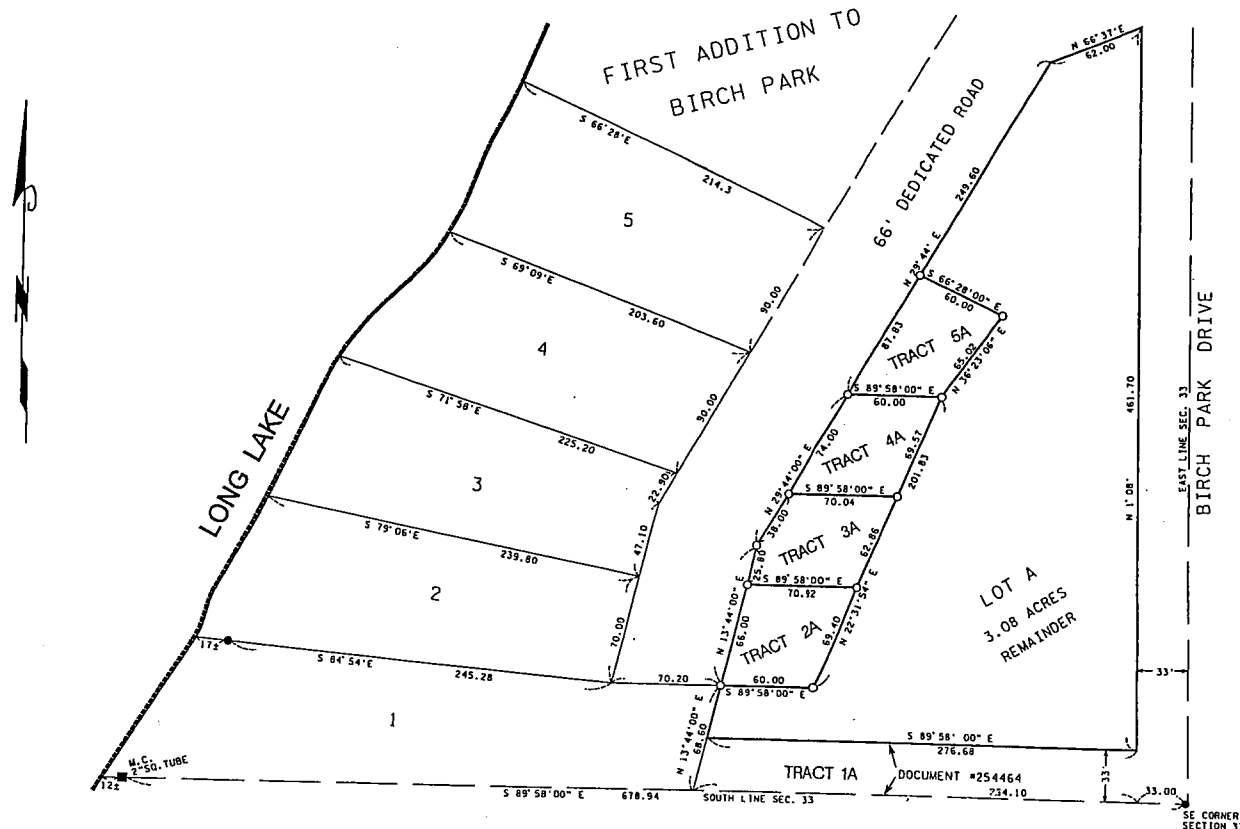 FIRST ADDITION TO
BIRCH PARK
N 66°37'E
62.00
S 66°28'E
214.3
66' DEDICATED ROAD
249.60
5
S 69°09'E
203.60
90.00
N 29°44' E
S 66°28'00" E
60.00
4
87.83
TRACT 5A
65.02
N 36°23'06" E
S 71°58'E
225.20
90.00
S 89°58'00" E
60.00
461.70
N 1°08'
EAST LINE SEC. 33
BIRCH PARK DRIVE
LONG LAKE
3
22.90
74.00
N 29°44'00" E
TRACT 4A
69.57
201.83
S 89°58'00" E
70.04
S 79°06'E
239.80
47.10
38.00
TRACT 3A
62.86
25.80
S 89°58'00" E
70.92
N 22°31'54" E
2
70.00
N 13°44'00" E
66.00
TRACT 2A
69.40
LOT A
3.08 ACRES
REMAINDER
17±
S 84°54'E
245.28
70.20
60.00
S 89°58'00" E
33'
1
N 13°44'00" E
68.60
S 89°58' 00" E
276.68
M.C.
2"SQ.TUBE
12±
TRACT 1A
DOCUMENT #254464
33'
S 89°58'00" E
678.94
SOUTH LINE SEC. 33
33.00
SE CORNER